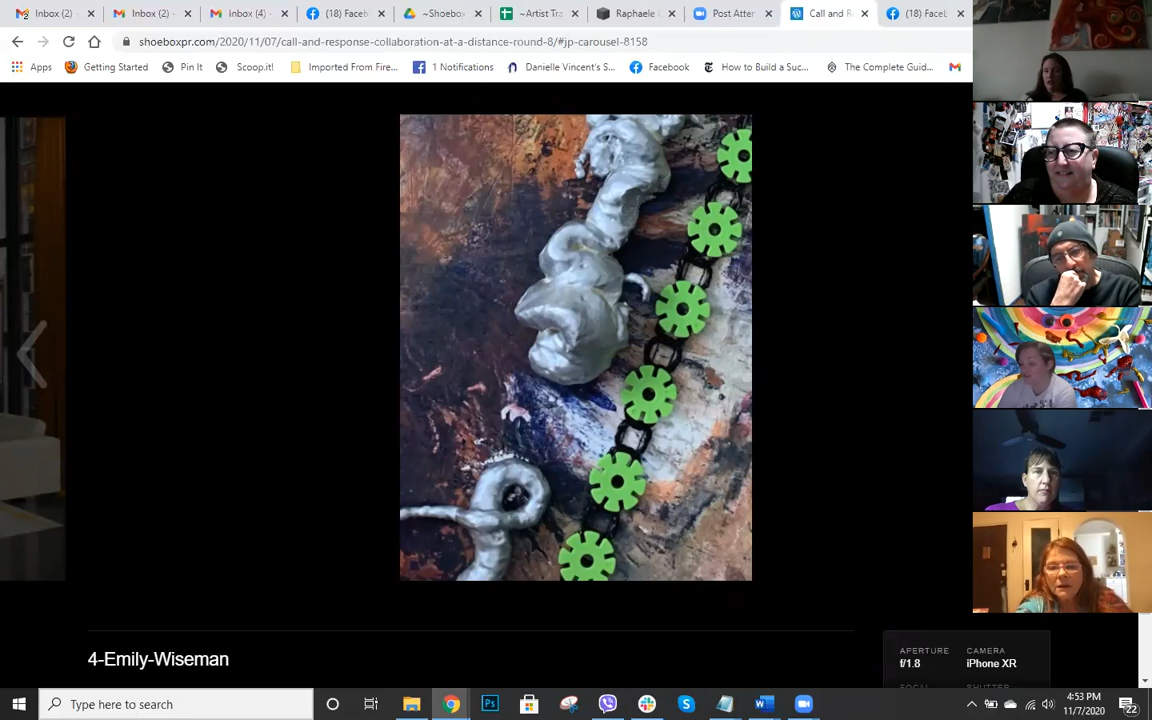 Inbox (2) -
Inbox (2) -
Inbox (4) -
(18) Faceb
~Shoebox
~Artist Tra
Raphaele
Post Atter
Call and R
(18) Face
shoeboxpr.com/2020/11/07/call-and-response-collaboration-at-a-distance-round-8/#jp-carousel-8158
Apps
Getting Started
Pin It
Scoop.it!
Imported From Fire...
1 Notifications
Danielle Vincent's S...
Facebook
How to Build a Suc...
The Complete Guid...
4-Emily-Wiseman
APERTURE
CAMERA
f/1.8
iPhone XR
Type here to search
4:53 PM
11/7/2020
22